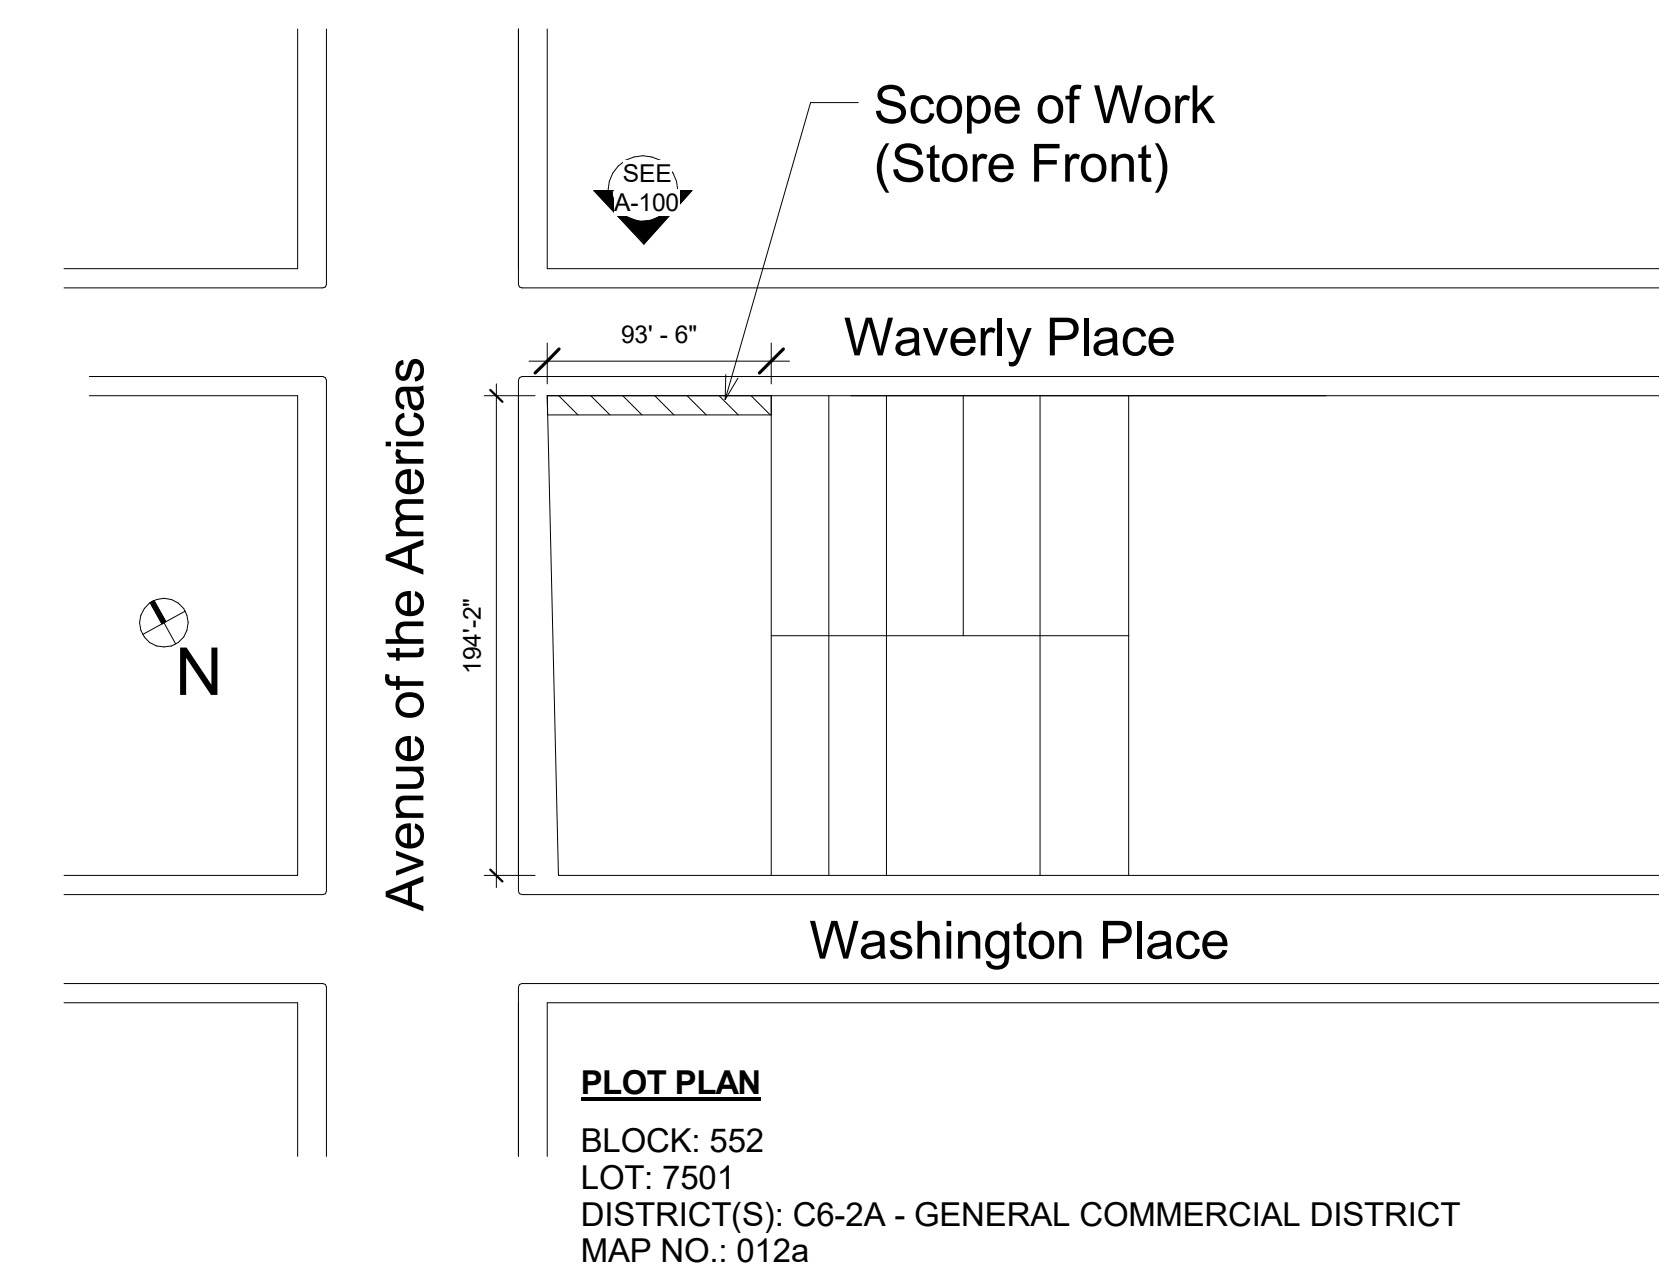 Scope of Work
(Store Front)
SEE
A-100
93' - 6"
Waverly Place
Avenue of the Americas
194'-2"
N
Washington Place
PLOT PLAN
BLOCK: 552
LOT: 7501
DISTRICT(S): C6-2A - GENERAL COMMERCIAL DISTRICT
MAP NO.: 012a